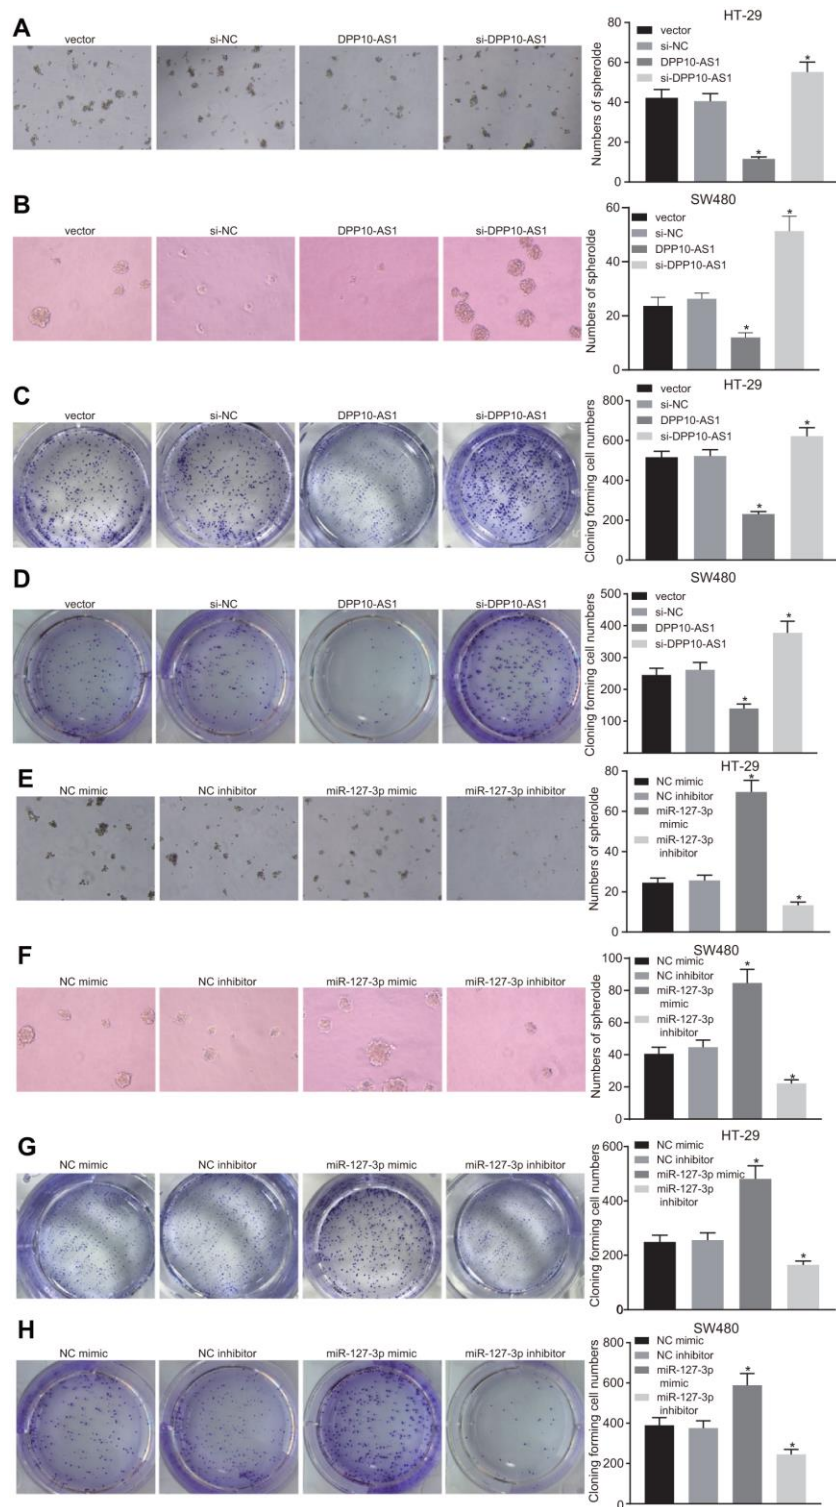 A
vector si-NC DPP10-AS1 si-DPP10-AS1
HT-29
Numbers of spherolde
80
60
40
20
0
vector
si-NC
DPP10-AS1
si-DPP10-AS1
*
*
B
vector si-NC DPP10-AS1 si-DPP10-AS1
SW480
Numbers of spherolde
60
40
20
0
vector
si-NC
DPP10-AS1
si-DPP10-AS1
*
*
C
vector si-NC DPP10-AS1 si-DPP10-AS1
HT-29
Cloning forming cell numbers
800
600
400
200
0
vector
si-NC
DPP10-AS1
si-DPP10-AS1
*
*
D
vector si-NC DPP10-AS1 si-DPP10-AS1
SW480
Cloning forming cell numbers
500
400
300
200
100
vector
si-NC
DPP10-AS1
si-DPP10-AS1
*
*
E
NC mimic NC inhibitor miR-127-3p mimic miR-127-3p inhibitor
HT-29
Numbers of spherolde
80
60
40
20
0
NC mimic
NC inhibitor
miR-127-3p
mimic
miR-127-3p
inhibitor
*
*
F
NC mimic NC inhibitor miR-127-3p mimic miR-127-3p inhibitor
SW480
Numbers of spherolde
100
80
60
40
20
0
NC mimic
NC inhibitor
miR-127-3p
mimic
miR-127-3p
inhibitor
*
*
G
NC mimic NC inhibitor miR-127-3p mimic miR-127-3p inhibitor
HT-29
Cloning forming cell numbers
600
400
200
0
NC mimic
NC inhibitor
miR-127-3p mimic
miR-127-3p
inhibitor
*
*
H
NC mimic NC inhibitor miR-127-3p mimic miR-127-3p inhibitor
SW480
Cloning forming cell numbers
800
600
400
200
0
NC mimic
NC inhibitor
miR-127-3p
mimic
miR-127-3p
inhibitor
*
*